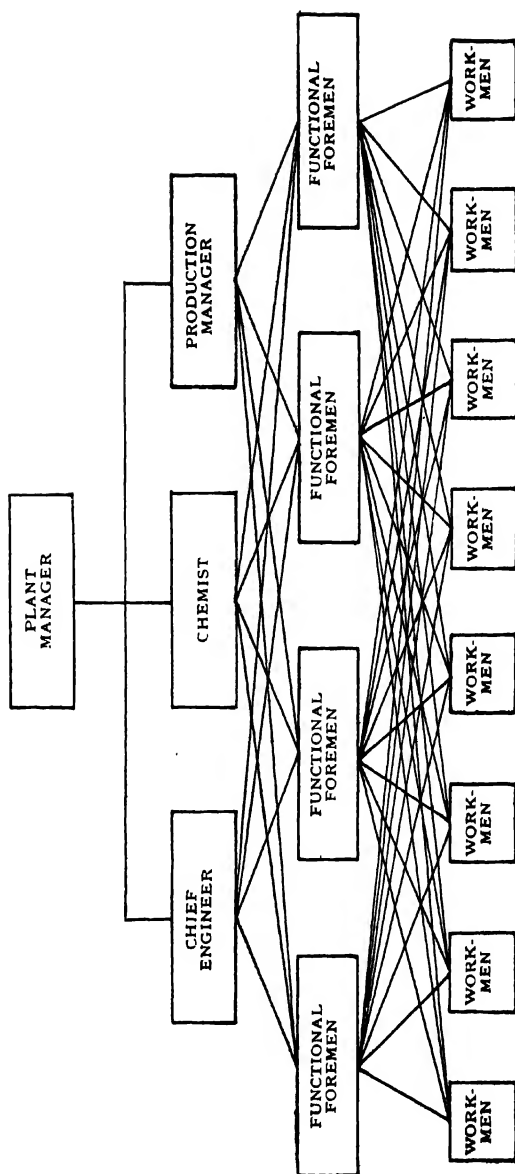 PLANT
MANAGER
CHIEF
ENGINEER
CHEMIST
PRODUCTION
MANAGER
FUNCTIONAL
FOREMEN
FUNCTIONAL
FOREMEN
FUNCTIONAL
FOREMEN
FUNCTIONAL
FOREMEN
WORK-
MEN
WORK-
MEN
WORK-
MEN
WORK-
MEN
WORK-
MEN
WORK-
MEN
WORK-
MEN
WORK-
MEN